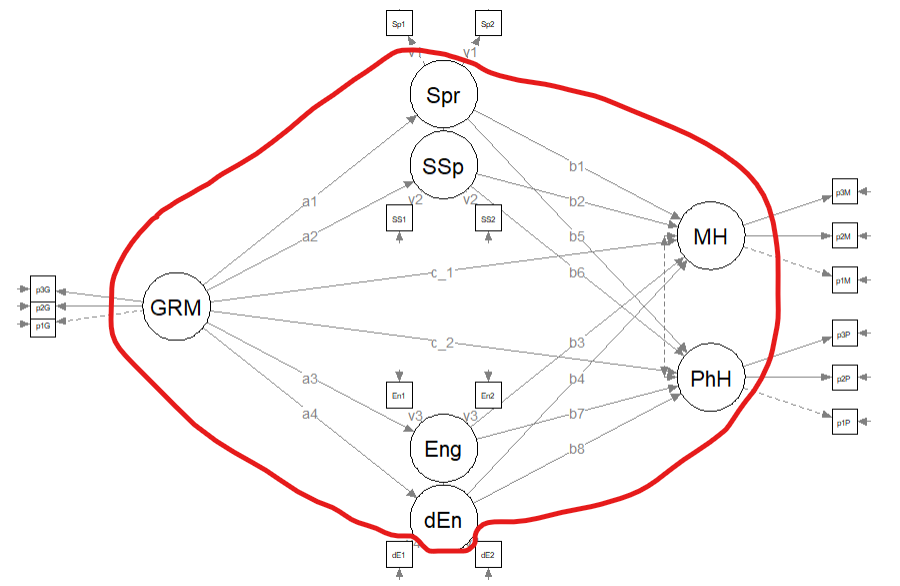 Sp1
Sp2
v1
v1
Spr
SSp
v2
v2
SS1
SS2
a1
a2
b1
b2
b5
b6
c_1
c_2
GRM
p3G
p2G
p1G
MH
p3M
p2M
p1M
PhH
p3P
p2P
p1P
a3
a4
b3
b4
b7
b8
En1
En2
v3
v3
Eng
dEn
dE1
dE2